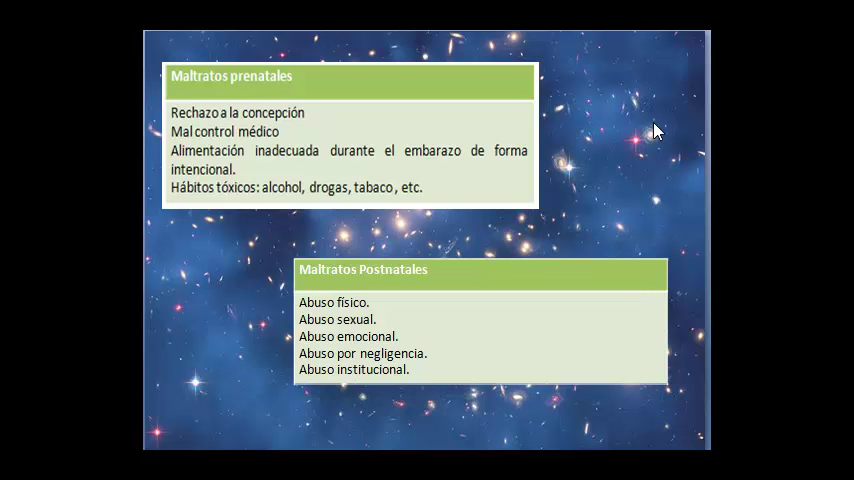 Maltratos prenatales
Rechazo a la concepción
Mal control médico
Alimentación inadecuada durante el embarazo de forma
intencional.
Hábitos tóxicos: alcohol, drogas, tabaco, etc.
Maltratos Postnatales
Abuso físico.
Abuso sexual.
Abuso emocional.
Abuso por negligencia.
Abuso institucional.